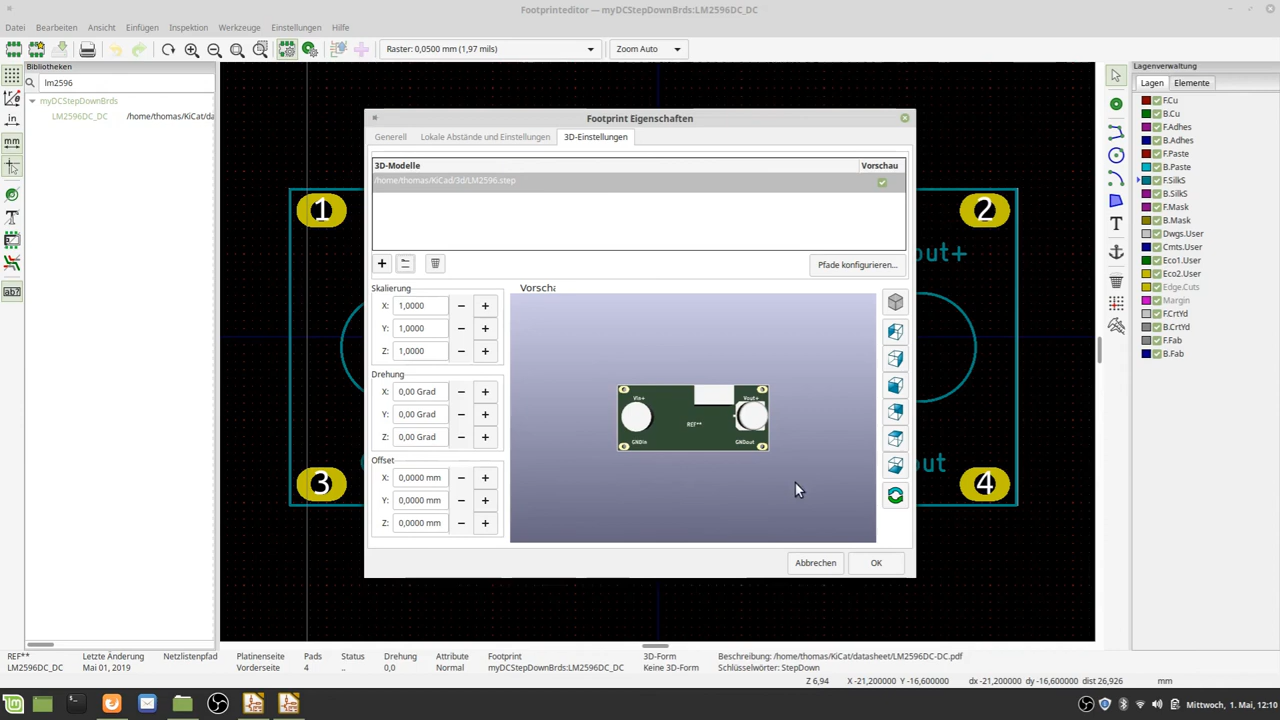 Footprinteditor — myDCStepDownBrds:LM2596DC_DC
Datei Bearbeiten Ansicht Einfügen Inspektion Werkzeuge Einstellungen Hilfe
Raster: 0,0500 mm (1,97 mils) Zoom Auto
Bibliotheken
lm2596
myDCStepDownBrds
LM2596DC_DC /home/thomas/KiCat/da
in
mm
ab?
Footprint Eigenschaften
Generell Lokale Abstände und Einstellungen 3D-Einstellungen
3D-Modelle Vorschau
/home/thomas/KiCad/3d/LM2596.step
Pfade konfigurieren...
Skalierung
X: 1,0000 − +
Y: 1,0000 − +
Z: 1,0000 − +
Drehung
X: 0,00 Grad − +
Y: 0,00 Grad − +
Z: 0,00 Grad − +
Offset
X: 0,0000 mm − +
Y: 0,0000 mm − +
Z: 0,0000 mm − +
Vorscha
Vin+ Vout+
REF**
GNDin GNDout
Abbrechen OK
1 2
out+
3 4
out
Lagenverwaltung
Lagen Elemente
F.Cu
B.Cu
F.Adhes
B.Adhes
F.Paste
B.Paste
F.SilkS
B.SilkS
F.Mask
B.Mask
Dwgs.User
Cmts.User
Eco1.User
Eco2.User
Edge.Cuts
Margin
F.CrtYd
B.CrtYd
F.Fab
B.Fab
REF** Letzte Änderung Netzlistenpfad Platinenseite Pads Status Drehung Attribute Footprint 3D-Form Beschreibung: /home/thomas/KiCat/datasheet/LM2596DC-DC.pdf
LM2596DC_DC Mai 01, 2019 Vorderseite 4 .. 0,0 Normal myDCStepDownBrds:LM2596DC_DC Keine 3D-Form Schlüsselwörter: StepDown
Z 6,94 X -21,200000 Y -16,600000 dx -21,200000 dy -16,600000 dist 26,926 mm
Mittwoch, 1. Mai, 12:10